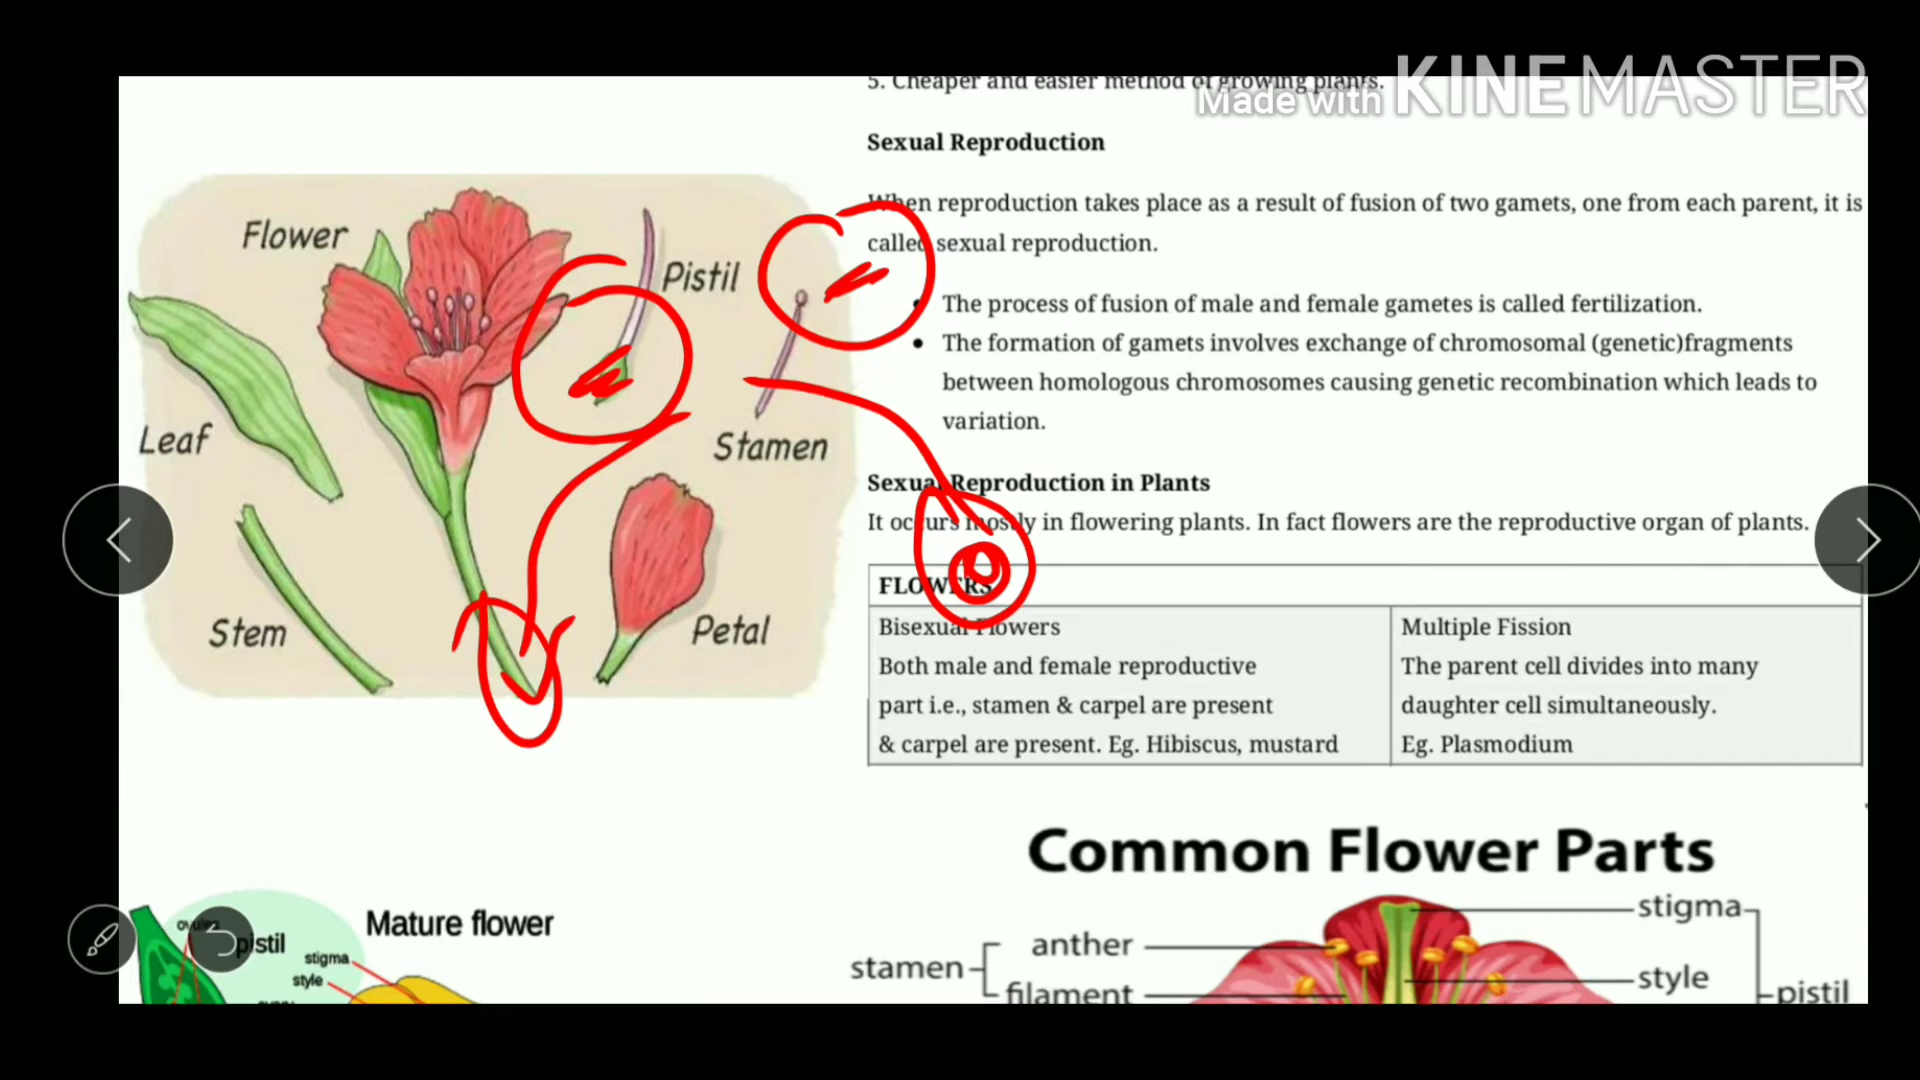 5. Cheaper and easier method of growing plants.
Made with KINEMASTER
Sexual Reproduction
When reproduction takes place as a result of fusion of two gamets, one from each parent, it is
called sexual reproduction.
• The process of fusion of male and female gametes is called fertilization.
• The formation of gamets involves exchange of chromosomal (genetic)fragments
between homologous chromosomes causing genetic recombination which leads to
variation.
Sexual Reproduction in Plants
It occurs mostly in flowering plants. In fact flowers are the reproductive organ of plants.
FLOWERS
Bisexual Flowers
Both male and female reproductive
part i.e., stamen & carpel are present
& carpel are present. Eg. Hibiscus, mustard
Multiple Fission
The parent cell divides into many
daughter cell simultaneously.
Eg. Plasmodium
Flower
Pistil
Leaf
Stamen
Stem
Petal
Mature flower
pistil
stigma
style
Common Flower Parts
stigma
anther
stamen
style
filament
pistil